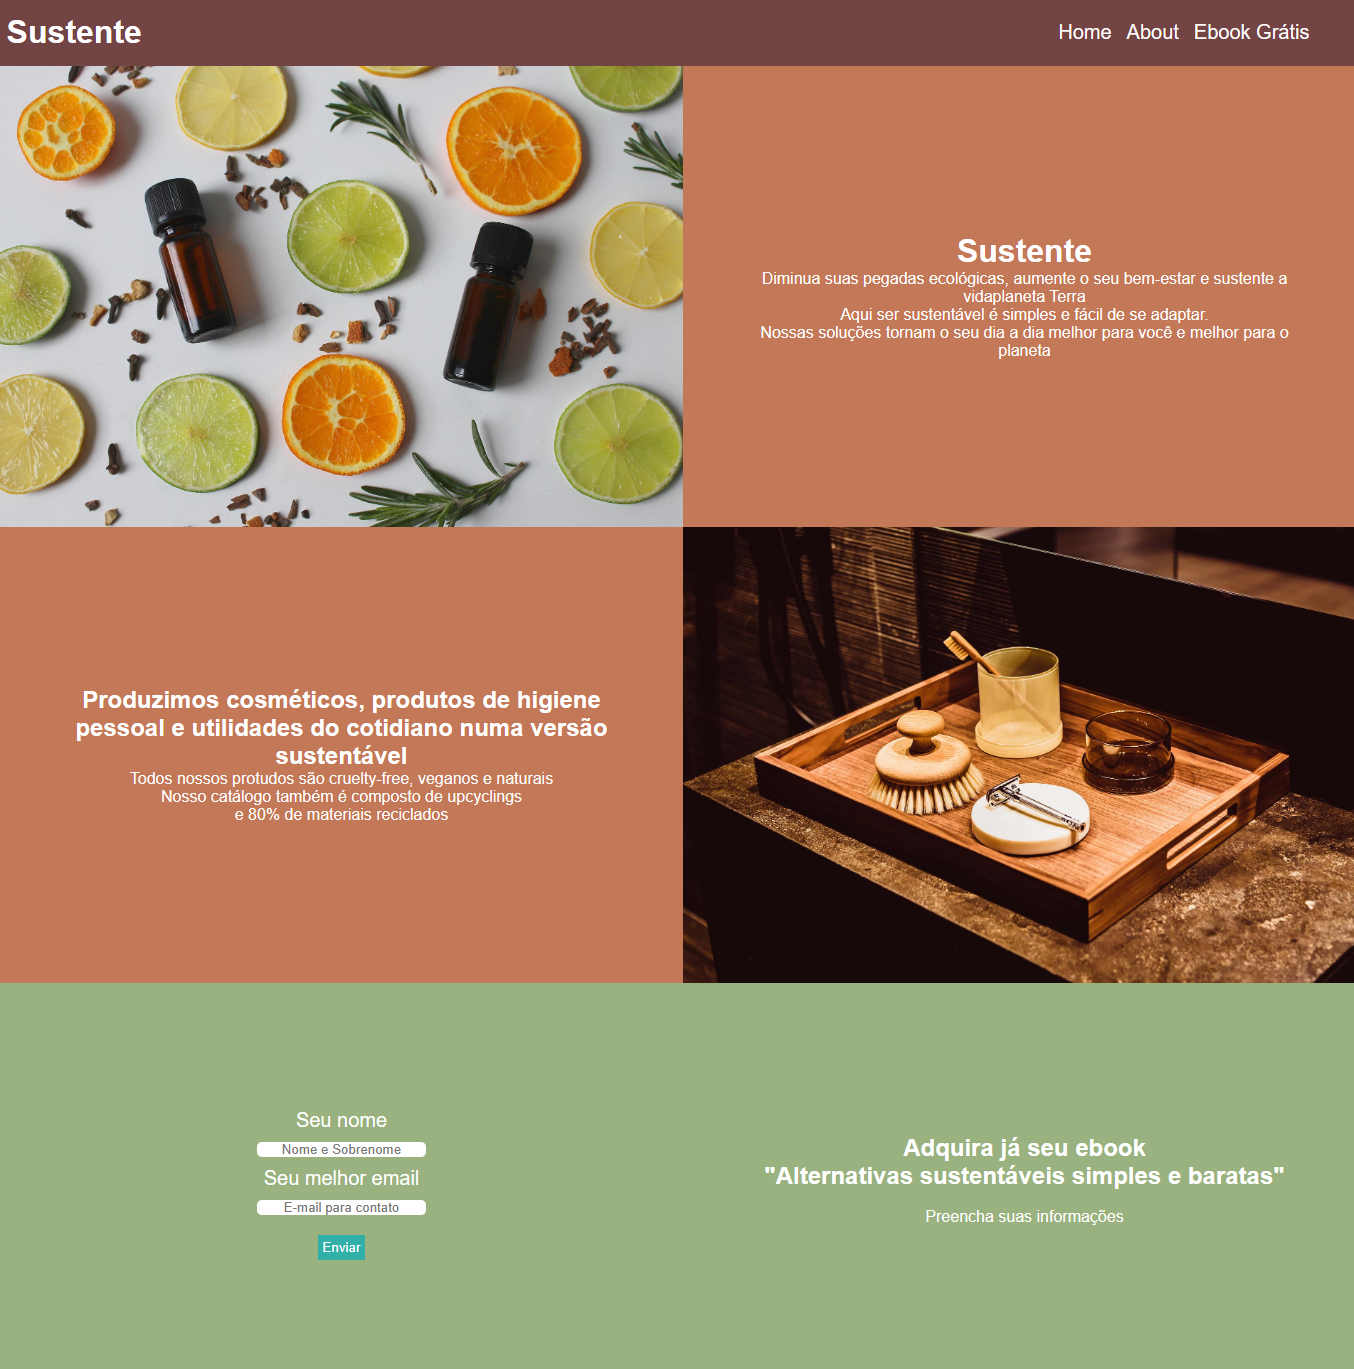 Sustente
Home About Ebook Grátis
Sustente
Diminua suas pegadas ecológicas, aumente o seu bem-estar e sustente a
vidaplaneta Terra
Aqui ser sustentável é simples e fácil de se adaptar.
Nossas soluções tornam o seu dia a dia melhor para você e melhor para o
planeta
Produzimos cosméticos, produtos de higiene
pessoal e utilidades do cotidiano numa versão
sustentável
Todos nossos protudos são cruelty-free, veganos e naturais
Nosso catálogo também é composto de upcyclings
e 80% de materiais reciclados
Seu nome
Nome e Sobrenome
Seu melhor email
E-mail para contato
Enviar
Adquira já seu ebook
"Alternativas sustentáveis simples e baratas"
Preencha suas informações